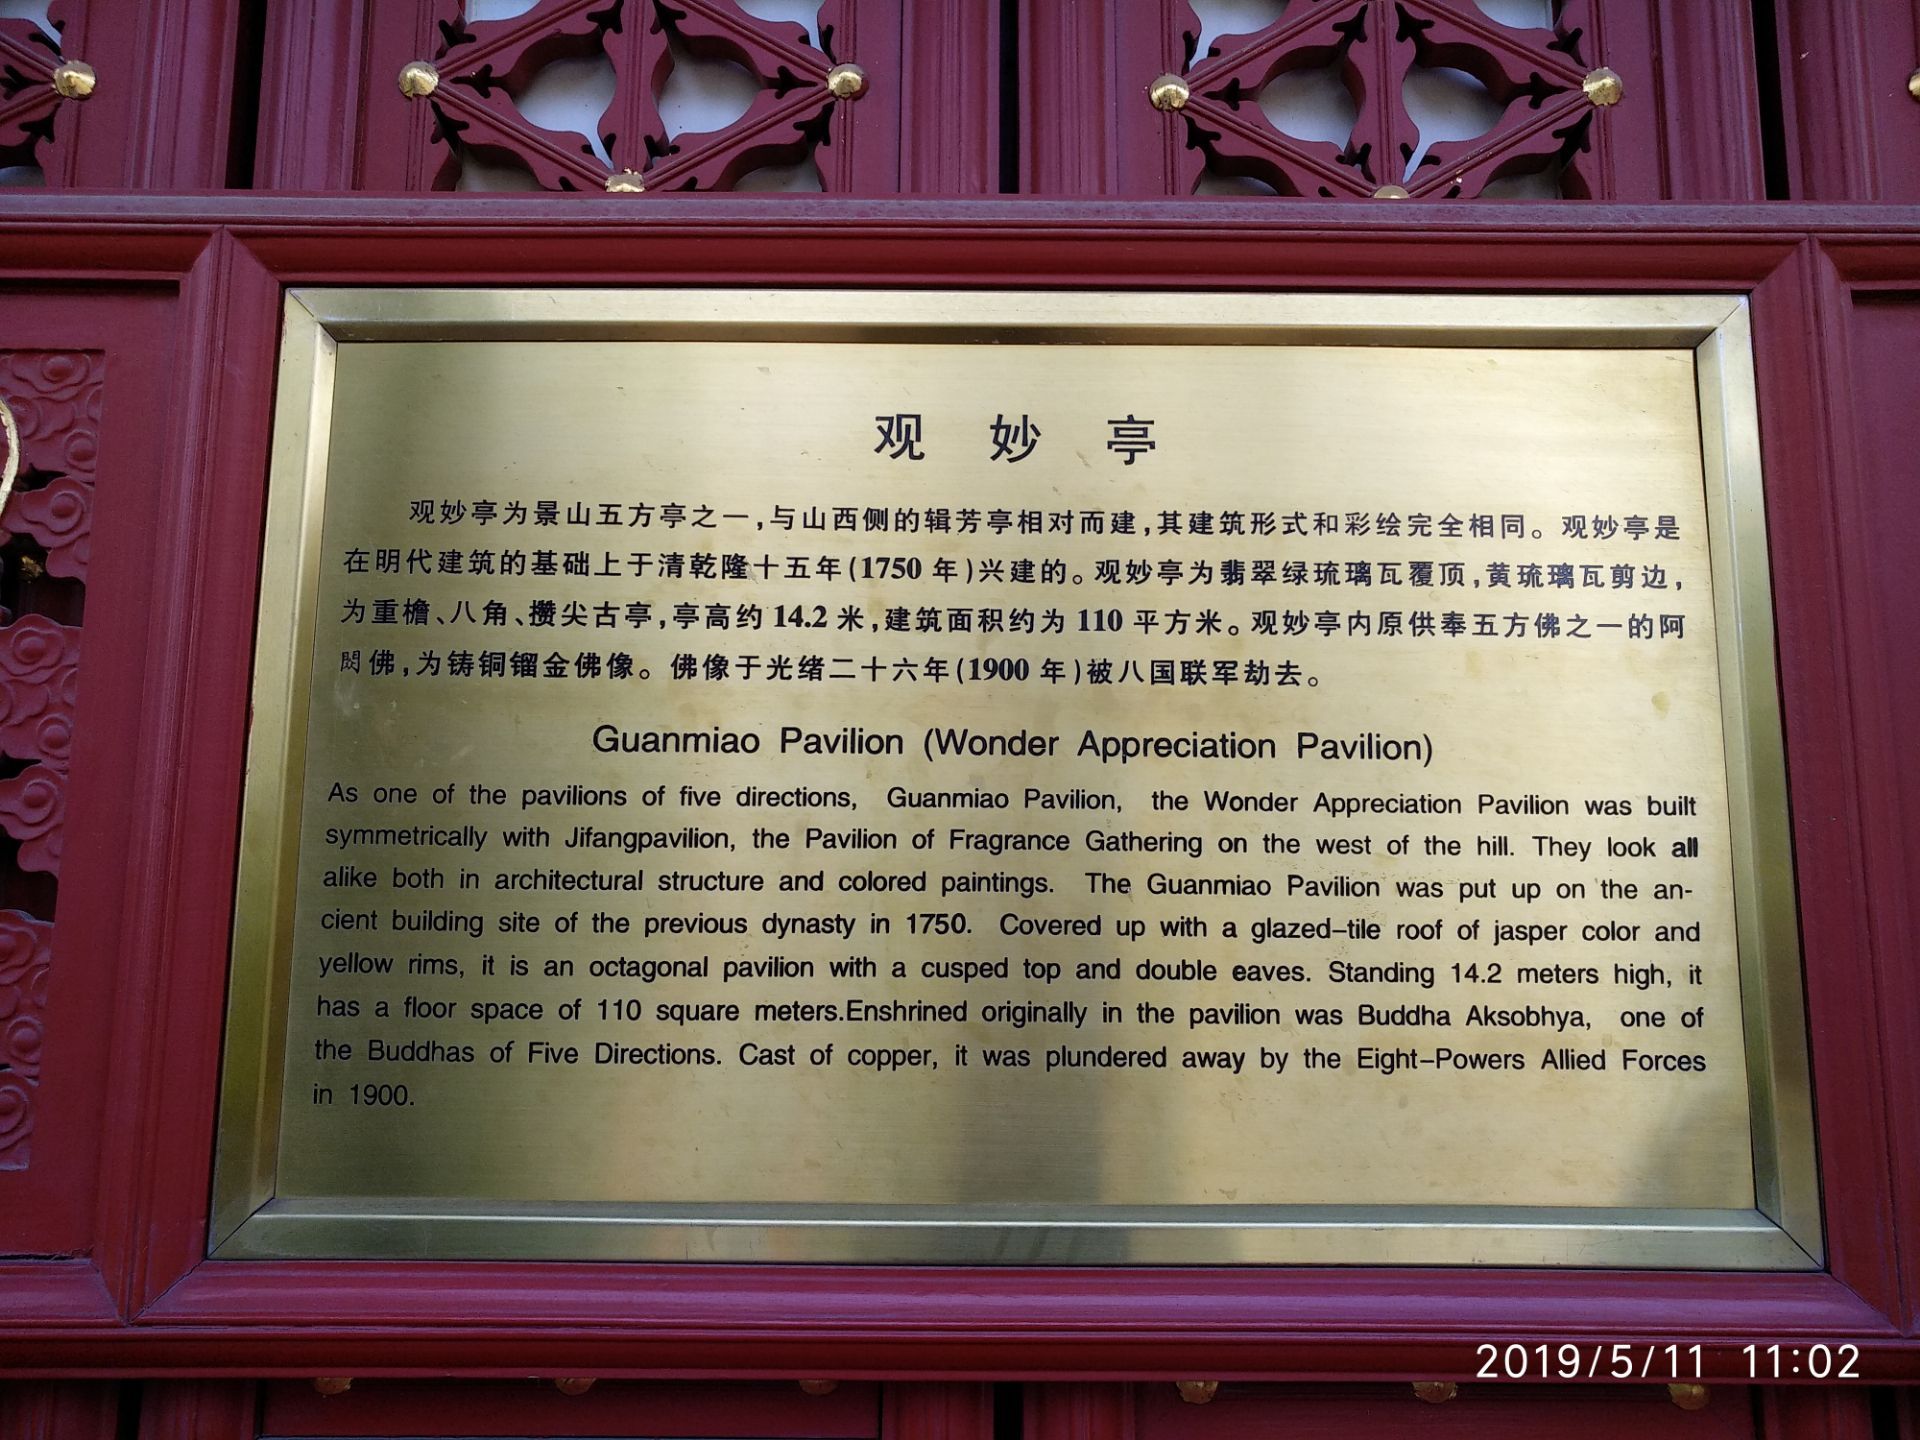 观 妙 亭
观妙亭为景山五方亭之一,与山西侧的辑芳亭相对而建,其建筑形式和彩绘完全相同。观妙亭是
在明代建筑的基础上于清乾隆十五年(1750 年)兴建的。观妙亭为翡翠绿琉璃瓦覆顶,黄琉璃瓦剪边,
为重檐、八角、攒尖古亭,亭高约 14.2 米,建筑面积约为 110 平方米。观妙亭内原供奉五方佛之一的阿
閦佛,为铸铜镏金佛像。佛像于光绪二十六年(1900 年)被八国联军劫去。
Guanmiao Pavilion (Wonder Appreciation Pavilion)
As one of the pavilions of five directions, Guanmiao Pavilion, the Wonder Appreciation Pavilion was built
symmetrically with Jifangpavilion, the Pavilion of Fragrance Gathering on the west of the hill. They look all
alike both in architectural structure and colored paintings. The Guanmiao Pavilion was put up on the an-
cient building site of the previous dynasty in 1750. Covered up with a glazed-tile roof of jasper color and
yellow rims, it is an octagonal pavilion with a cusped top and double eaves. Standing 14.2 meters high, it
has a floor space of 110 square meters.Enshrined originally in the pavilion was Buddha Aksobhya, one of
the Buddhas of Five Directions. Cast of copper, it was plundered away by the Eight-Powers Allied Forces
in 1900.
2019/5/11 11:02